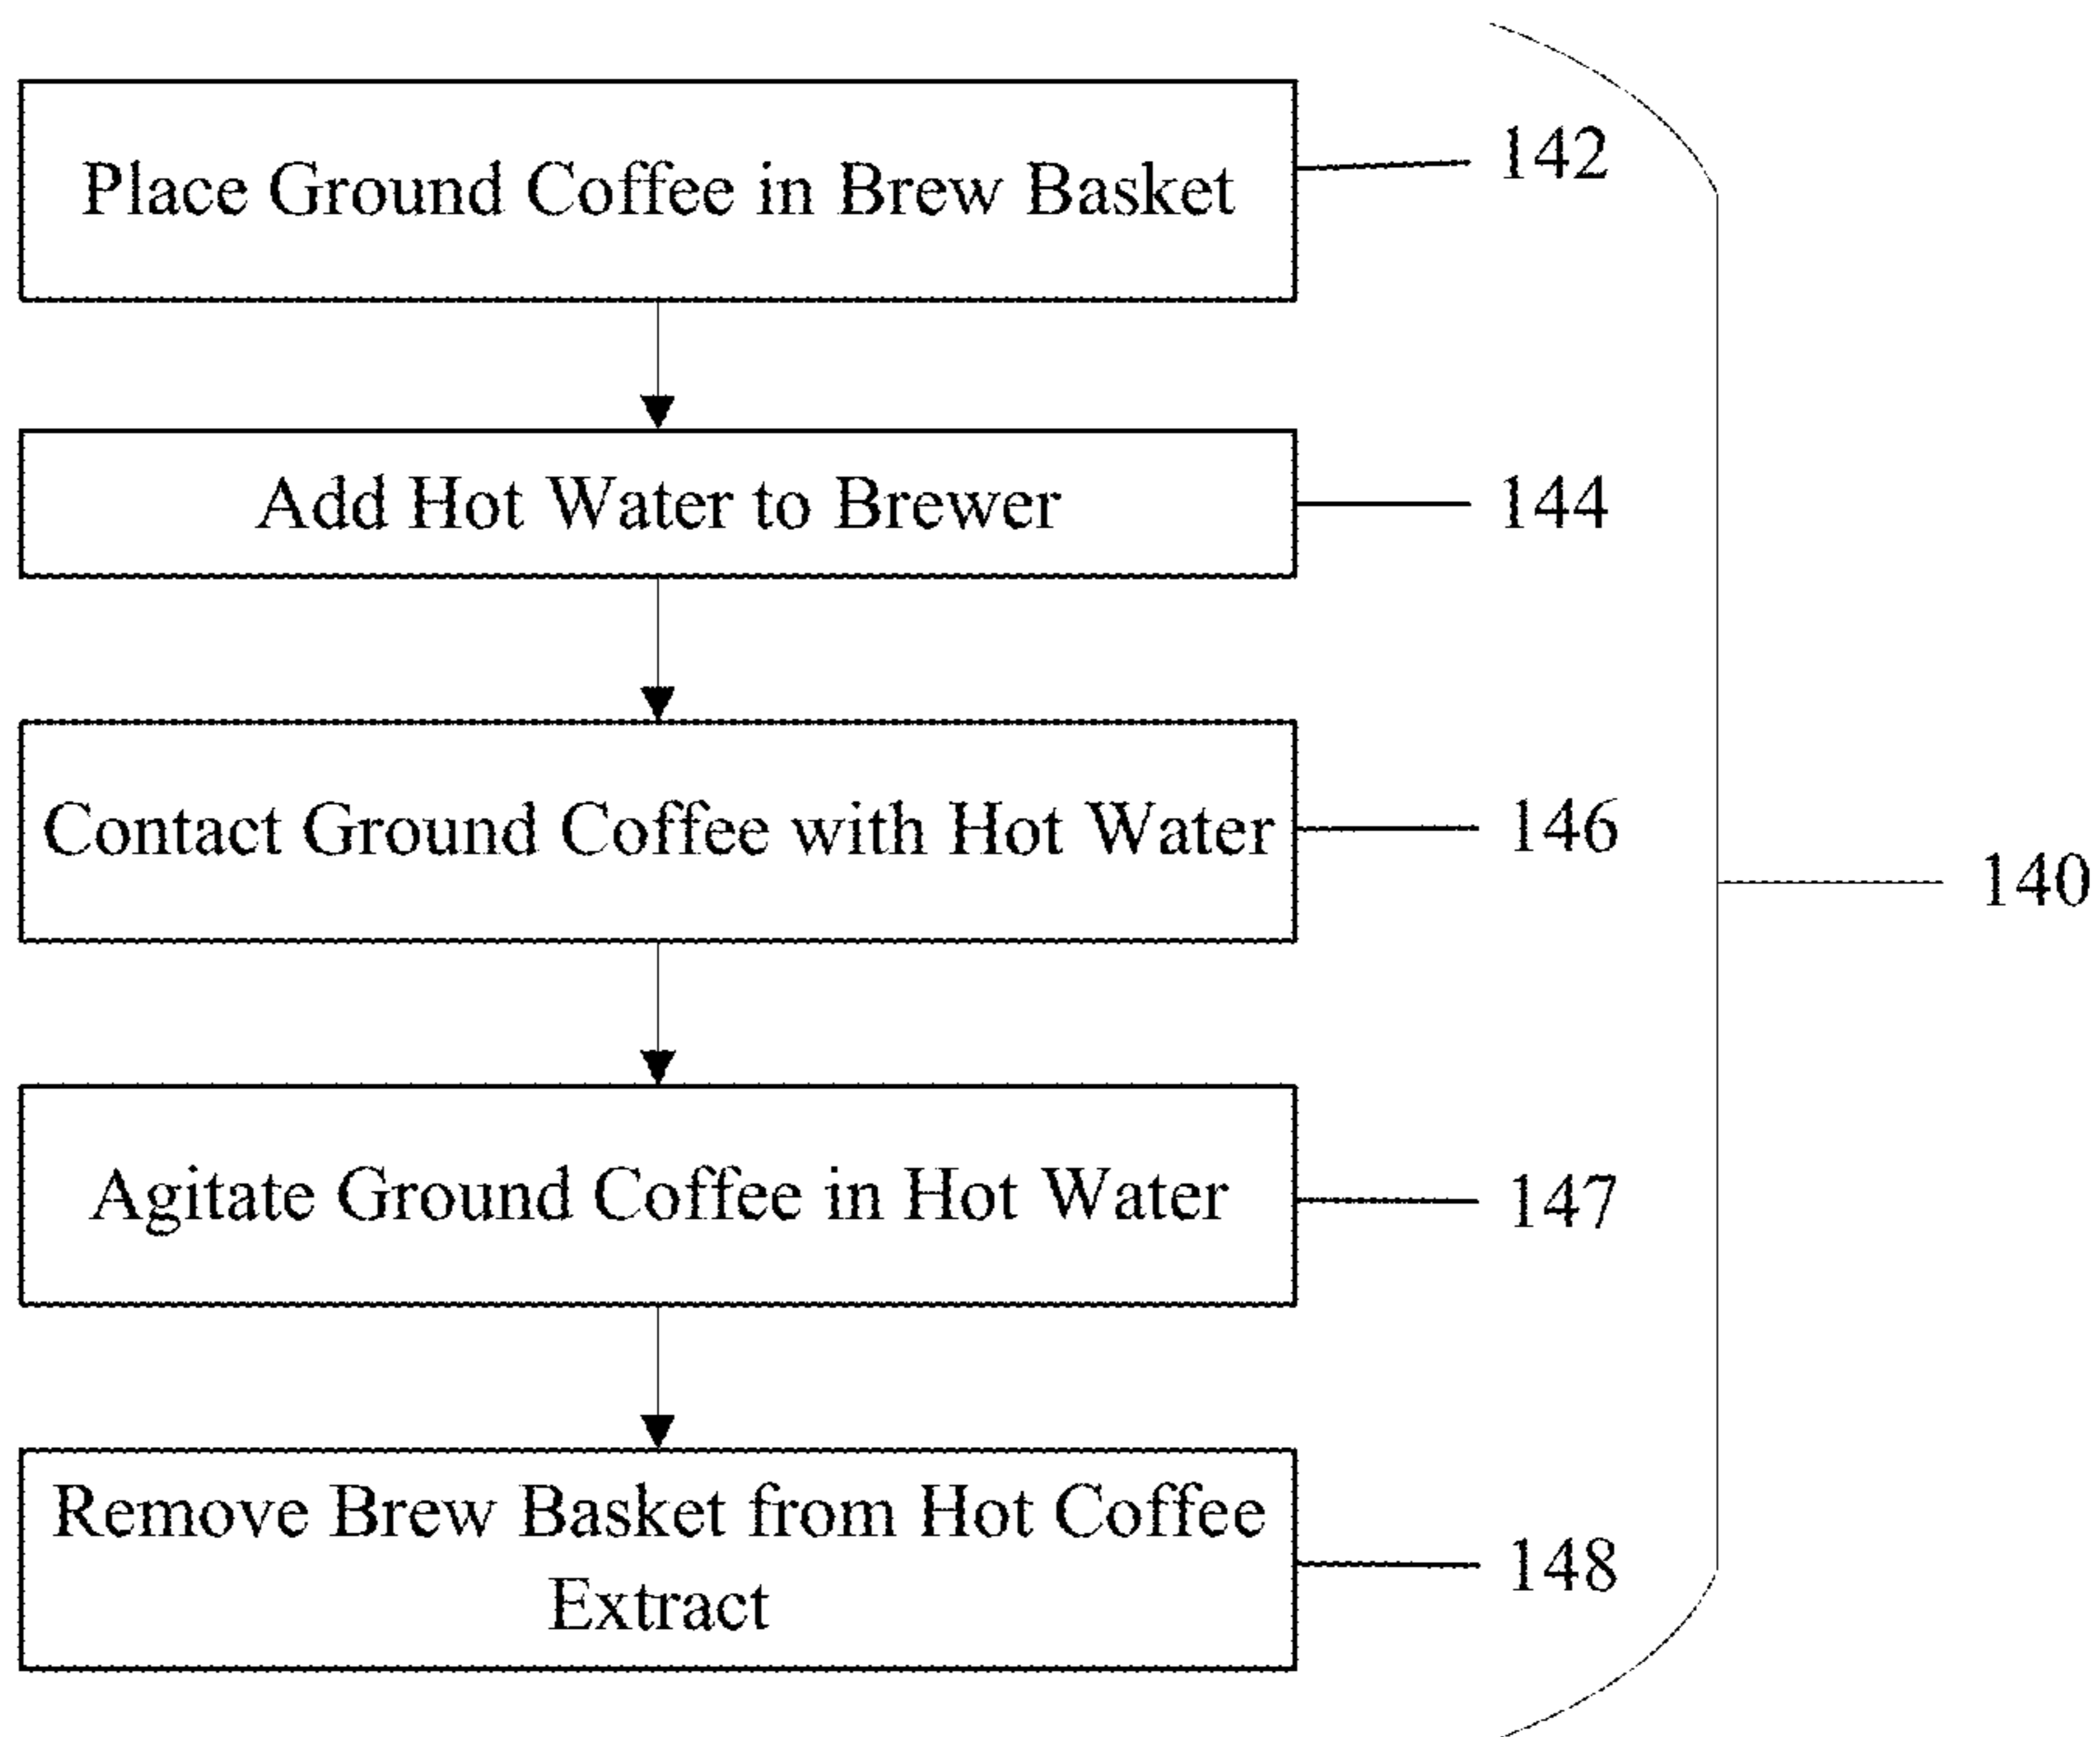 Place Ground Coffee in Brew Basket
142
Add Hot Water to Brewer
144
Contact Ground Coffee with Hot Water
146
140
Agitate Ground Coffee in Hot Water
147
Remove Brew Basket from Hot Coffee
Extract
148